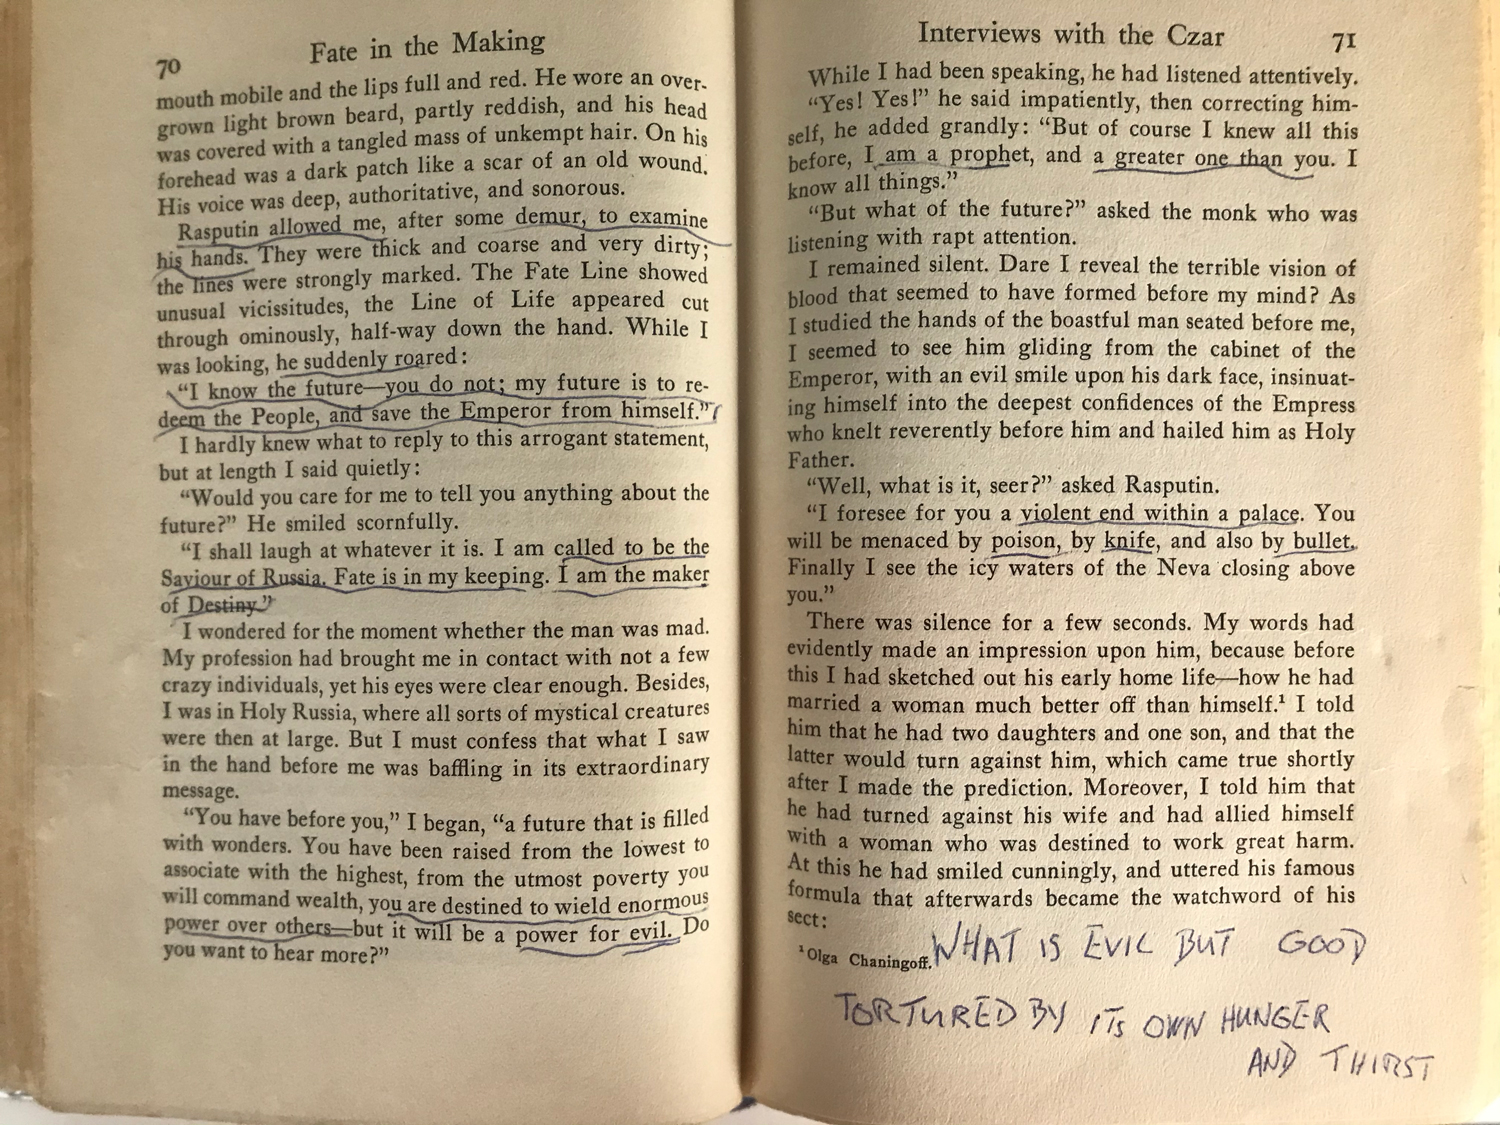 70 Fate in the Making
mouth mobile and the lips full and red. He wore an over-
grown light brown beard, partly reddish, and his head
was covered with a tangled mass of unkempt hair. On his
forehead was a dark patch like a scar of an old wound.
His voice was deep, authoritative, and sonorous.
Rasputin allowed me, after some demur, to examine
his hands. They were thick and coarse and very dirty;
the lines were strongly marked. The Fate Line showed
unusual vicissitudes, the Line of Life appeared cut
through ominously, half-way down the hand. While I
was looking, he suddenly roared:
"I know the future—you do not; my future is to re-
deem the People, and save the Emperor from himself."
I hardly knew what to reply to this arrogant statement,
but at length I said quietly:
"Would you care for me to tell you anything about the
future?" He smiled scornfully.
"I shall laugh at whatever it is. I am called to be the
Saviour of Russia. Fate is in my keeping. I am the maker
of Destiny."
I wondered for the moment whether the man was mad.
My profession had brought me in contact with not a few
crazy individuals, yet his eyes were clear enough. Besides,
I was in Holy Russia, where all sorts of mystical creatures
were then at large. But I must confess that what I saw
in the hand before me was baffling in its extraordinary
message.
"You have before you," I began, "a future that is filled
with wonders. You have been raised from the lowest to
associate with the highest, from the utmost poverty you
will command wealth, you are destined to wield enormous
power over others—but it will be a power for evil. Do
you want to hear more?"
Interviews with the Czar 71
While I had been speaking, he had listened attentively.
"Yes! Yes!" he said impatiently, then correcting him-
self, he added grandly: "But of course I knew all this
before, I am a prophet, and a greater one than you. I
know all things."
"But what of the future?" asked the monk who was
listening with rapt attention.
I remained silent. Dare I reveal the terrible vision of
blood that seemed to have formed before my mind? As
I studied the hands of the boastful man seated before me,
I seemed to see him gliding from the cabinet of the
Emperor, with an evil smile upon his dark face, insinuat-
ing himself into the deepest confidences of the Empress
who knelt reverently before him and hailed him as Holy
Father.
"Well, what is it, seer?" asked Rasputin.
"I foresee for you a violent end within a palace. You
will be menaced by poison, by knife, and also by bullet.
Finally I see the icy waters of the Neva closing above
you."
There was silence for a few seconds. My words had
evidently made an impression upon him, because before
this I had sketched out his early home life—how he had
married a woman much better off than himself.¹ I told
him that he had two daughters and one son, and that the
latter would turn against him, which came true shortly
after I made the prediction. Moreover, I told him that
he had turned against his wife and had allied himself
with a woman who was destined to work great harm.
At this he had smiled cunningly, and uttered his famous
formula that afterwards became the watchword of his
sect:
¹ Olga Chaningoff.
WHAT IS EVIL BUT GOOD
TORTURED BY ITS OWN HUNGER
AND THIRST